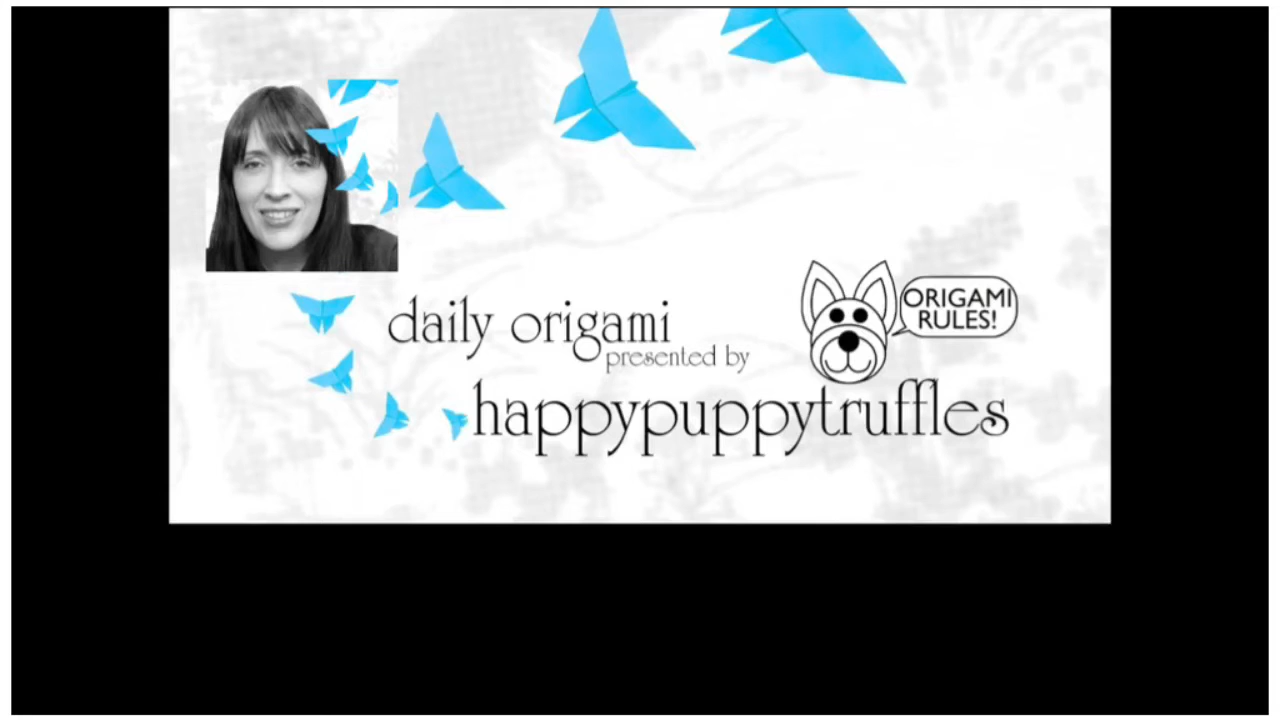 daily origami
presented by
ORIGAMI
RULES!
happypuppytruffles